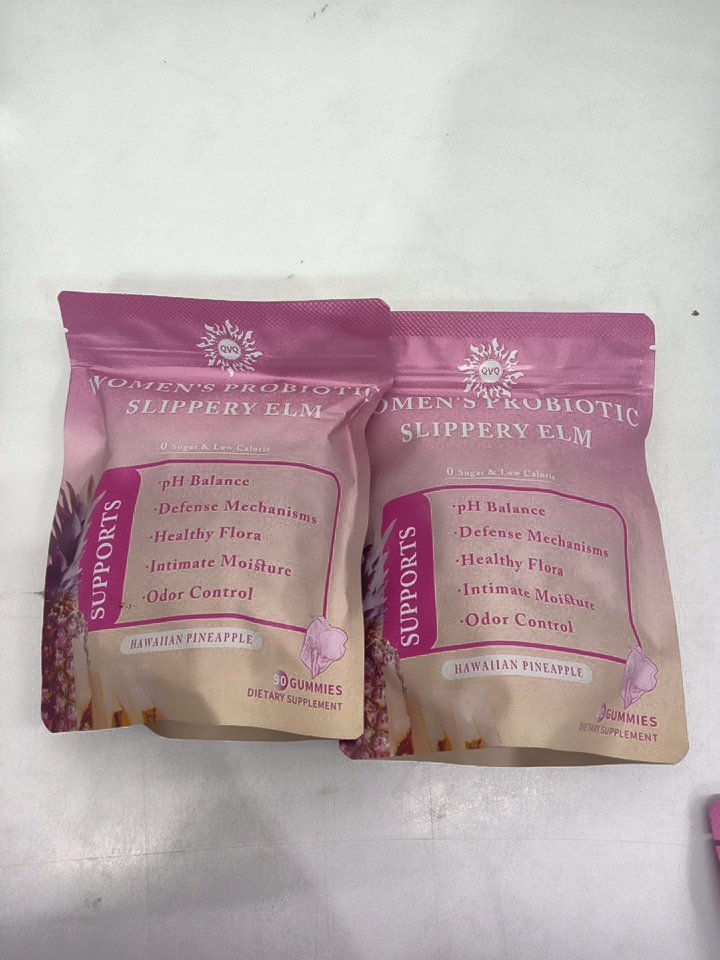 QVQ
WOMEN'S PROBIOTIC
SLIPPERY ELM
0 Sugar & Low Calorie
SUPPORTS
·pH Balance
·Defense Mechanisms
·Healthy Flora
·Intimate Moisture
·Odor Control
HAWAIIAN PINEAPPLE
90 GUMMIES
DIETARY SUPPLEMENT
QVQ
OMEN'S PROBIOTIC
SLIPPERY ELM
0 Sugar & Low Calorie
SUPPORTS
·pH Balance
·Defense Mechanisms
·Healthy Flora
·Intimate Moisture
·Odor Control
HAWAIIAN PINEAPPLE
GUMMIES
DIETARY SUPPLEMENT